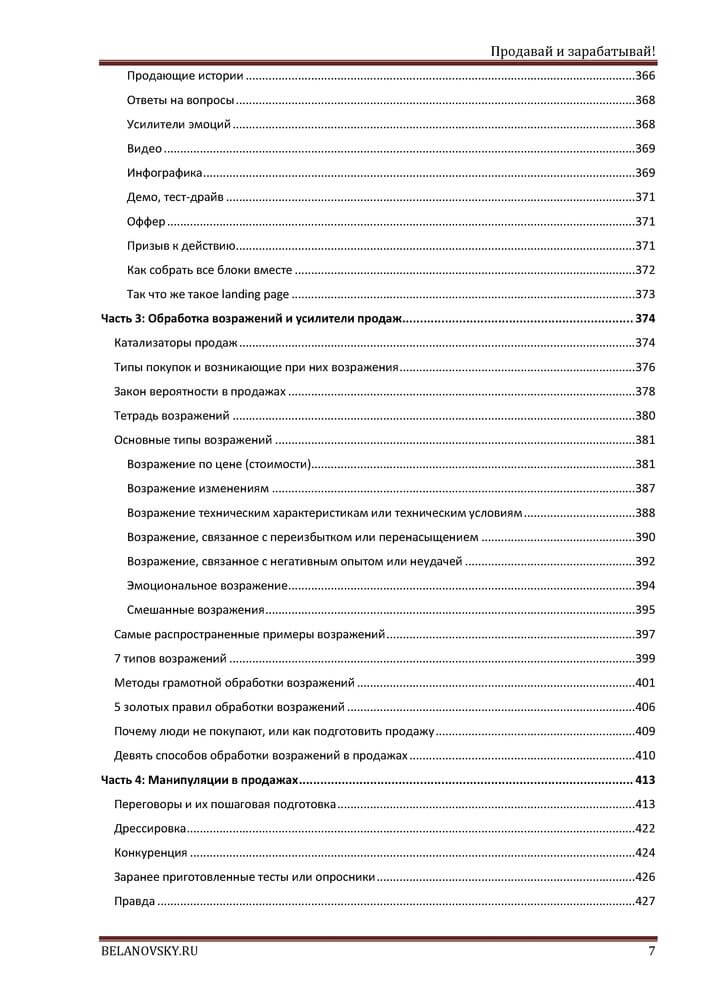 Продавай и зарабатывай!
Продающие истории 366
Ответы на вопросы 368
Усилители эмоций 368
Видео 369
Инфографика 369
Демо, тест-драйв 371
Оффер 371
Призыв к действию 371
Как собрать все блоки вместе 372
Так что же такое landing page 373
Часть 3: Обработка возражений и усилители продаж 374
Катализаторы продаж 374
Типы покупок и возникающие при них возражения 376
Закон вероятности в продажах 378
Тетрадь возражений 380
Основные типы возражений 381
Возражение по цене (стоимости) 381
Возражение изменениям 387
Возражение техническим характеристикам или техническим условиям 388
Возражение, связанное с переизбытком или перенасыщением 390
Возражение, связанное с негативным опытом или неудачей 392
Эмоциональное возражение 394
Смешанные возражения 395
Самые распространенные примеры возражений 397
7 типов возражений 399
Методы грамотной обработки возражений 401
5 золотых правил обработки возражений 406
Почему люди не покупают, или как подготовить продажу 409
Девять способов обработки возражений в продажах 410
Часть 4: Манипуляции в продажах 413
Переговоры и их пошаговая подготовка 413
Дрессировка 422
Конкуренция 424
Заранее приготовленные тесты или опросники 426
Правда 427
BELANOVSKY.RU 7